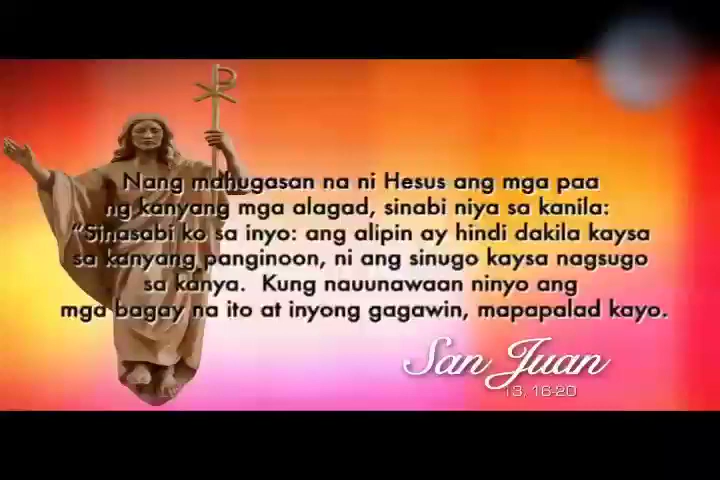 Nang mahugasan na ni Hesus ang mga paa
ng kanyang mga alagad, sinabi niya sa kanila:
“Sinasabi ko sa inyo: ang alipin ay hindi dakila kaysa
sa kanyang panginoon, ni ang sinugo kaysa nagsugo
sa kanya. Kung nauunawaan ninyo ang
mga bagay na ito at inyong gagawin, mapapalad kayo.
San Juan
13, 16-20